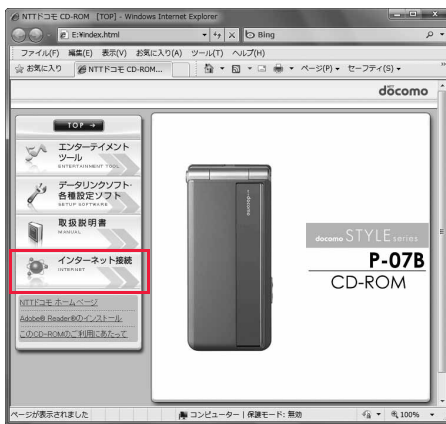 NTTドコモ CD-ROM [TOP] - Windows Internet Explorer
E:¥index.html
Bing
ファイル(F) 編集(E) 表示(V) お気に入り(A) ツール(T) ヘルプ(H)
お気に入り
NTTドコモ CD-ROM...
ページ(P)
セーフティ(S)
döcomo
TOP →
エンターテイメント
ツール
ENTERTAINMENT TOOL
データリンクソフト・
各種設定ソフト
SETUP SOFTWARE
取扱説明書
MANUAL
インターネット接続
INTERNET
NTTドコモ ホームページ
Adobe® Reader®のインストール
このCD-ROMのご利用にあたって
docomo
docomo STYLE series
P-07B
CD-ROM
ページが表示されました
コンピューター | 保護モード: 無効
100%